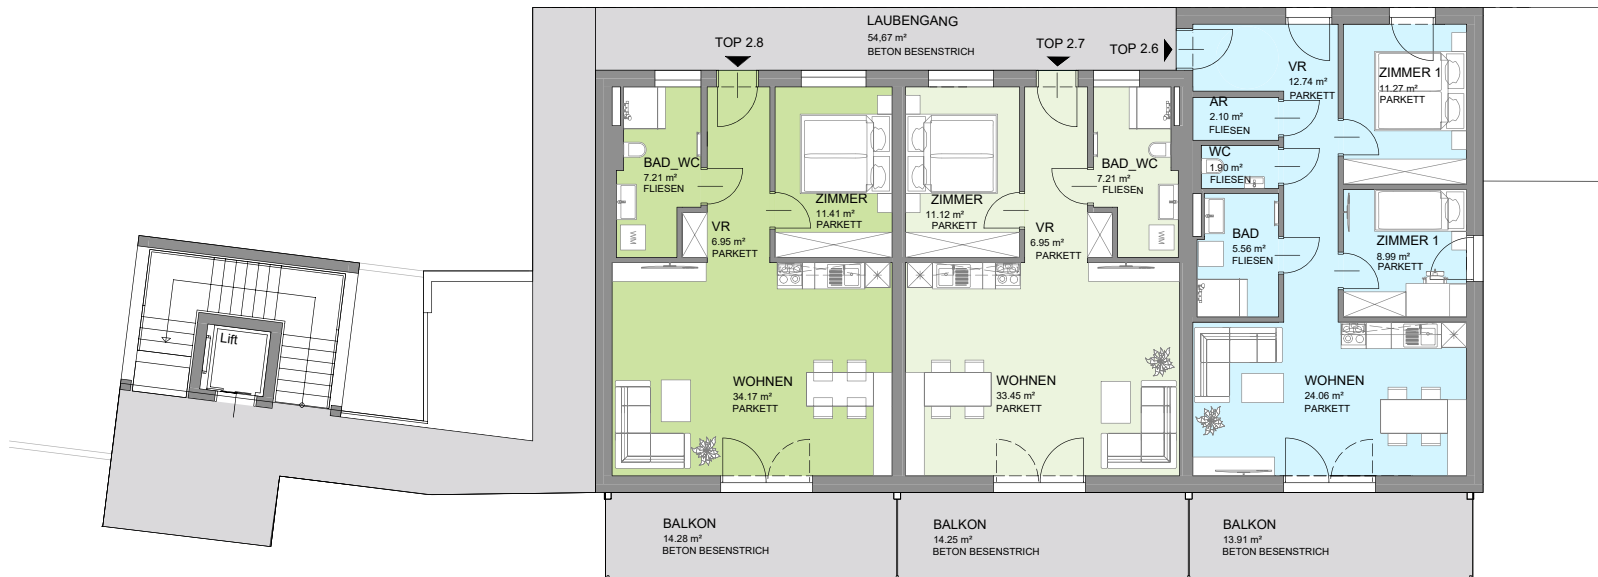 LAUBENGANG
54,67 m²
BETON BESENSTRICH
TOP 2.8
TOP 2.7
TOP 2.6
VR
12.74 m²
PARKETT
ZIMMER 1
11.27 m²
PARKETT
AR
2.10 m²
FLIESEN
WC
1.90 m²
FLIESEN
BAD_WC
7.21 m²
FLIESEN
ZIMMER
11.41 m²
PARKETT
ZIMMER
11.12 m²
PARKETT
BAD_WC
7.21 m²
FLIESEN
VR
6.95 m²
PARKETT
VR
6.95 m²
PARKETT
WM
WM
BAD
5.56 m²
FLIESEN
ZIMMER 1
8.99 m²
PARKETT
Lift
WOHNEN
34.17 m²
PARKETT
WOHNEN
33.45 m²
PARKETT
WOHNEN
24.06 m²
PARKETT
BALKON
14.28 m²
BETON BESENSTRICH
BALKON
14.25 m²
BETON BESENSTRICH
BALKON
13.91 m²
BETON BESENSTRICH